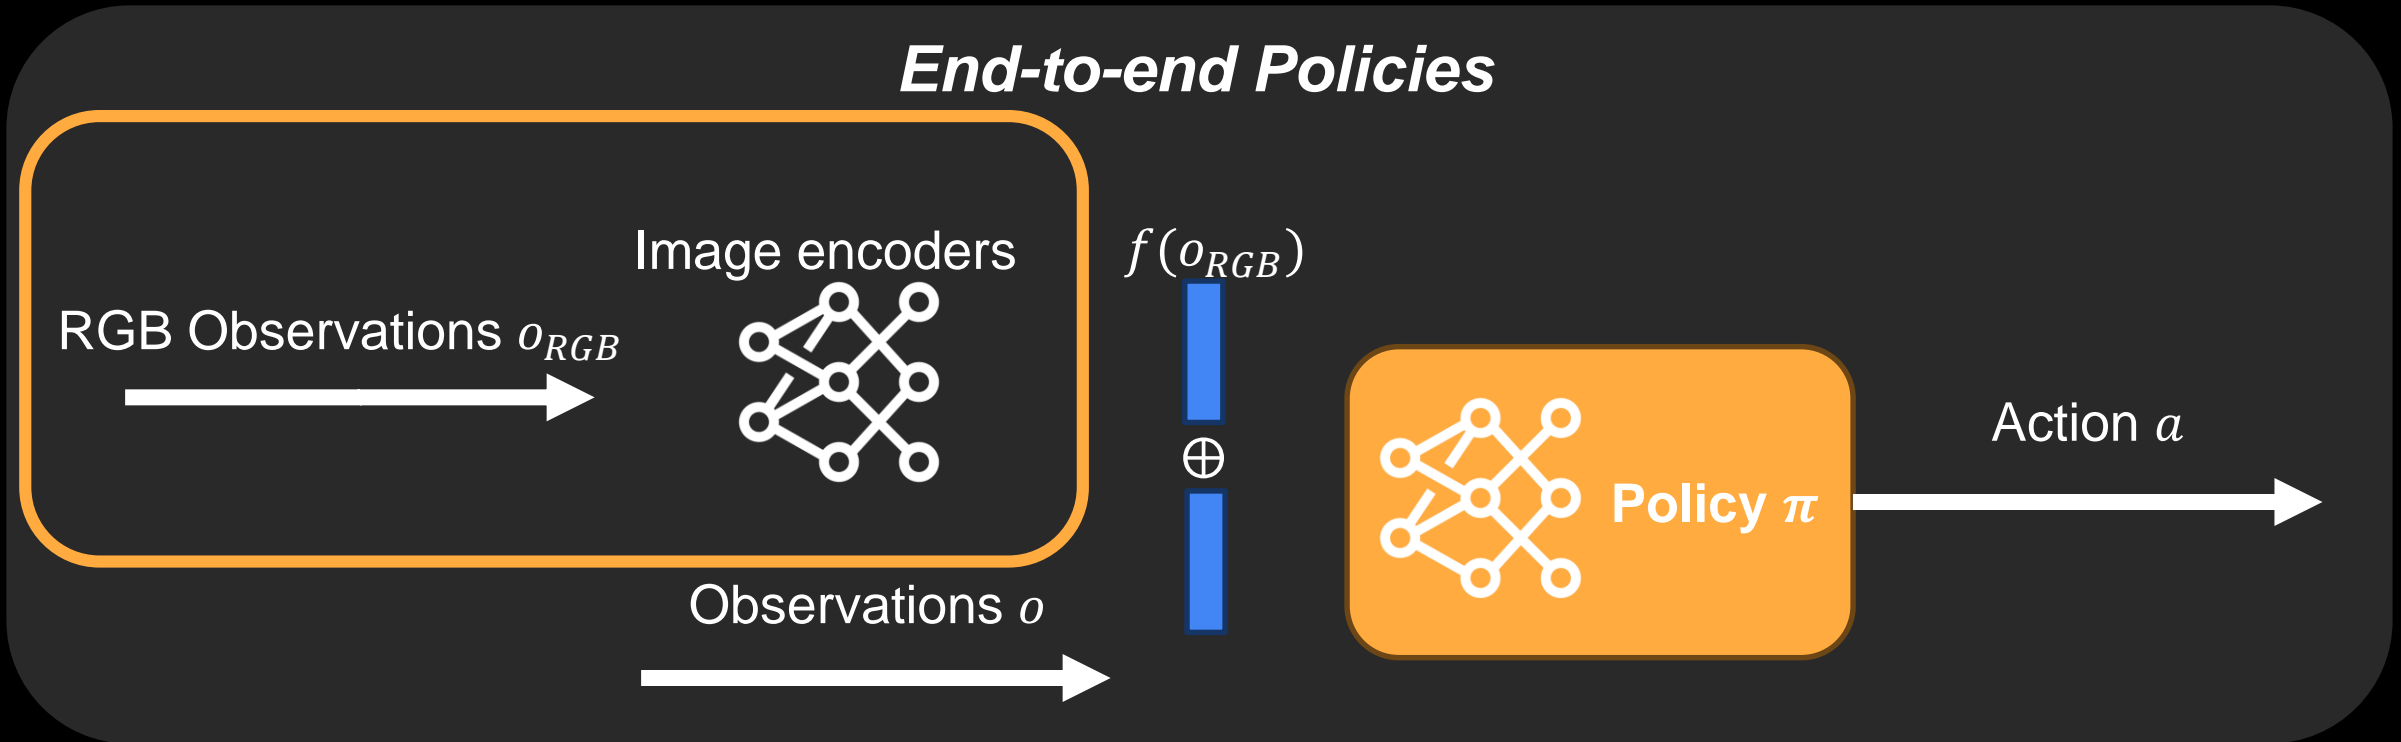 End-to-end Policies
Image encoders
RGB Observations o_RGB
f(o_RGB)
⊕
Policy π
Action a
Observations o